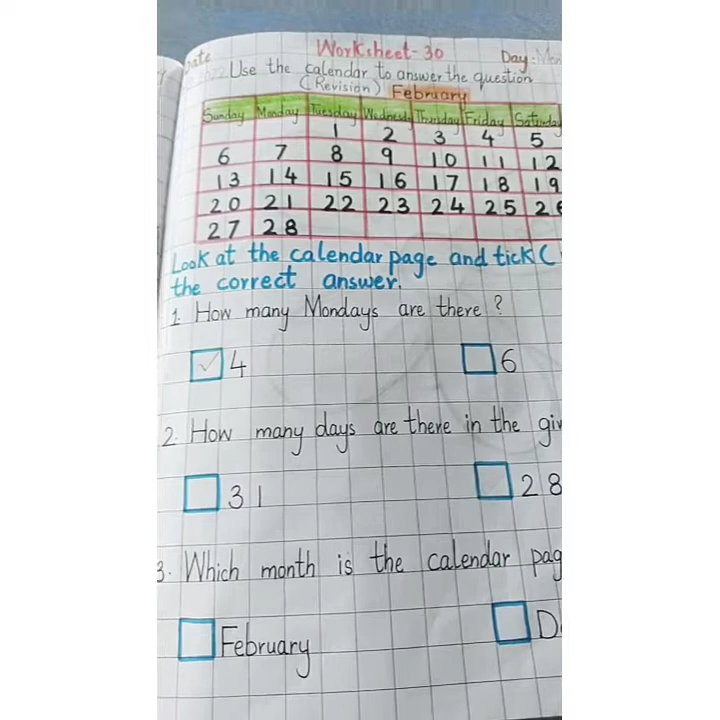 Date
Worksheet-30
Day:
Use the calendar to answer the question
(Revision) February
Sunday Monday Tuesday Wednesday Thursday Friday Saturday
1 2 3 4 5
6 7 8 9 10 11 12
13 14 15 16 17 18 19
20 21 22 23 24 25 26
27 28
Look at the calendar page and tick (
the correct answer.
1. How many Mondays are there?
4 6
2. How many days are there in the
31 28
3. Which month is the calendar
February